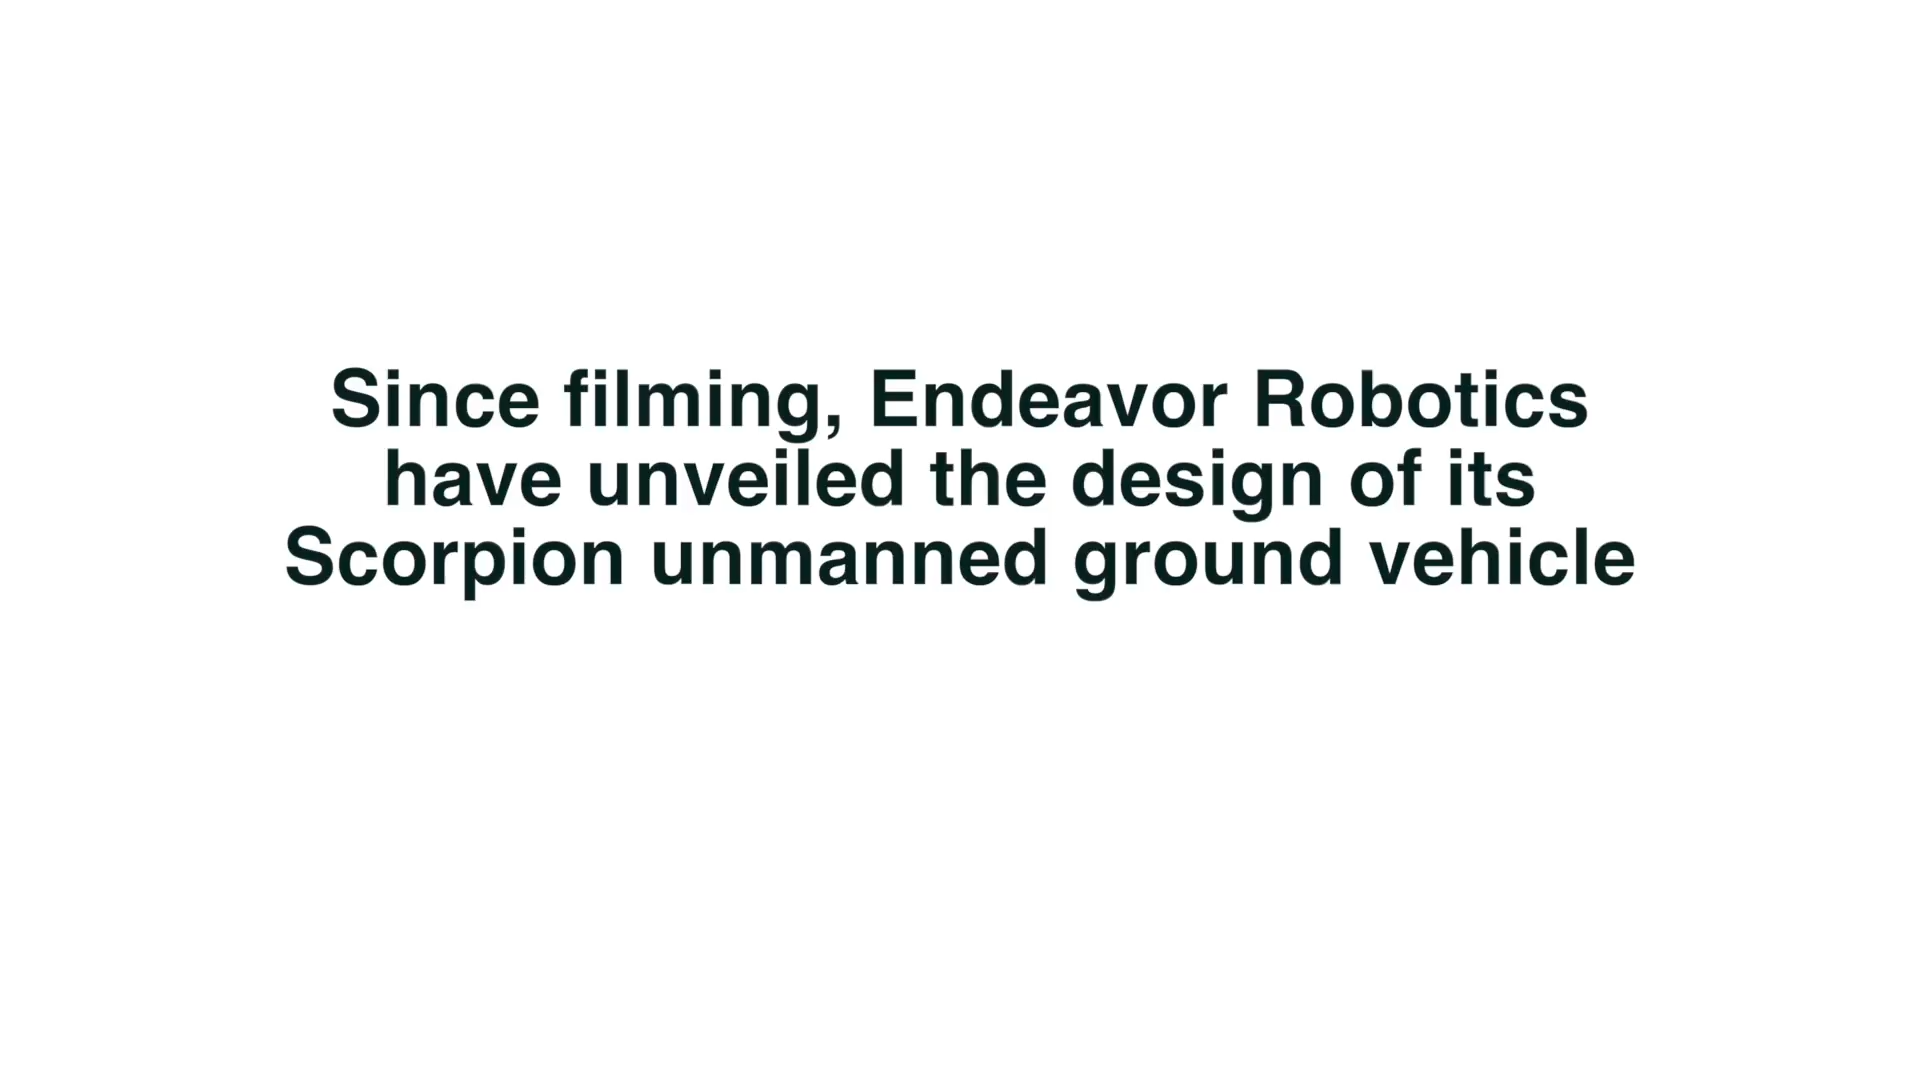 Since filming, Endeavor Robotics
have unveiled the design of its
Scorpion unmanned ground vehicle